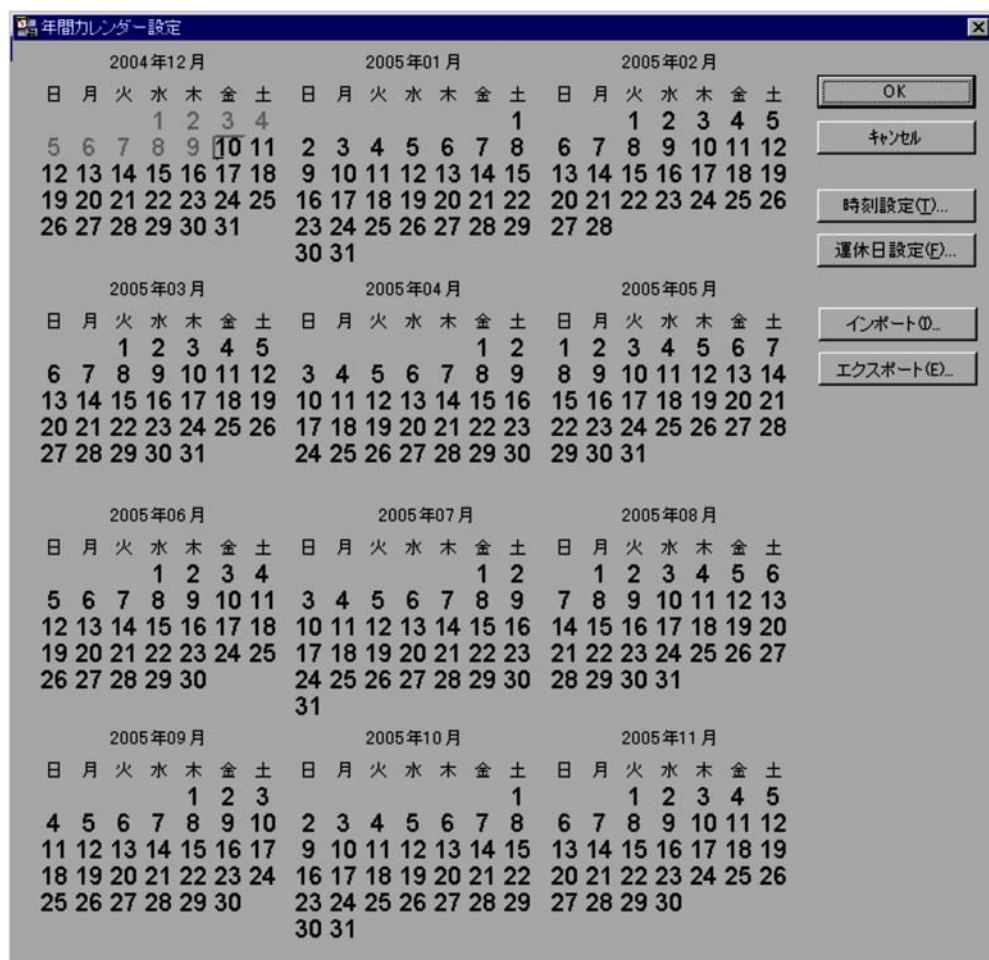 年間カレンダー設定
2004年12月 2005年01月 2005年02月
日 月 火 水 木 金 土 日 月 火 水 木 金 土 日 月 火 水 木 金 土
1 2 3 4 1 1 2 3 4 5
5 6 7 8 9 10 11 2 3 4 5 6 7 8 6 7 8 9 10 11 12
12 13 14 15 16 17 18 9 10 11 12 13 14 15 13 14 15 16 17 18 19
19 20 21 22 23 24 25 16 17 18 19 20 21 22 20 21 22 23 24 25 26
26 27 28 29 30 31 23 24 25 26 27 28 29 27 28
30 31
2005年03月 2005年04月 2005年05月
日 月 火 水 木 金 土 日 月 火 水 木 金 土 日 月 火 水 木 金 土
1 2 3 4 5 1 2 1 2 3 4 5 6 7
6 7 8 9 10 11 12 3 4 5 6 7 8 9 8 9 10 11 12 13 14
13 14 15 16 17 18 19 10 11 12 13 14 15 16 15 16 17 18 19 20 21
20 21 22 23 24 25 26 17 18 19 20 21 22 23 22 23 24 25 26 27 28
27 28 29 30 31 24 25 26 27 28 29 30 29 30 31
2005年06月 2005年07月 2005年08月
日 月 火 水 木 金 土 日 月 火 水 木 金 土 日 月 火 水 木 金 土
1 2 3 4 1 2 1 2 3 4 5 6
5 6 7 8 9 10 11 3 4 5 6 7 8 9 7 8 9 10 11 12 13
12 13 14 15 16 17 18 10 11 12 13 14 15 16 14 15 16 17 18 19 20
19 20 21 22 23 24 25 17 18 19 20 21 22 23 21 22 23 24 25 26 27
26 27 28 29 30 24 25 26 27 28 29 30 28 29 30 31
31
2005年09月 2005年10月 2005年11月
日 月 火 水 木 金 土 日 月 火 水 木 金 土 日 月 火 水 木 金 土
1 2 3 1 1 2 3 4 5
4 5 6 7 8 9 10 2 3 4 5 6 7 8 6 7 8 9 10 11 12
11 12 13 14 15 16 17 9 10 11 12 13 14 15 13 14 15 16 17 18 19
18 19 20 21 22 23 24 16 17 18 19 20 21 22 20 21 22 23 24 25 26
25 26 27 28 29 30 23 24 25 26 27 28 29 27 28 29 30
30 31
OK
キャンセル
時刻設定(T)...
運休日設定(F)...
インポート(I)...
エクスポート(E)...